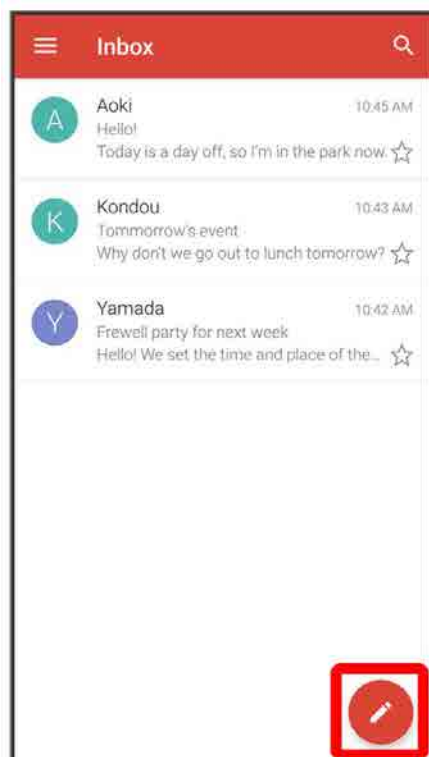 Inbox
A
Aoki
10:45 AM
Hello!
Today is a day off, so I'm in the park now.
K
Kondou
10:43 AM
Tommorrow's event
Why don't we go out to lunch tomorrow?
Y
Yamada
10:42 AM
Frewell party for next week
Hello! We set the time and place of the...